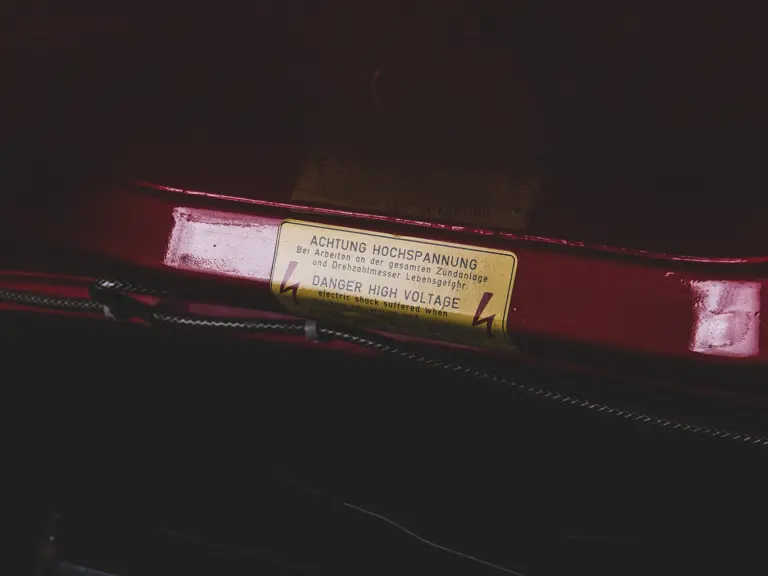 ACHTUNG HOCHSPANNUNG
Bei Arbeiten an der gesamten Zündanlage
und Drehzahlmesser Lebensgefahr.
DANGER HIGH VOLTAGE
electric shock suffered when